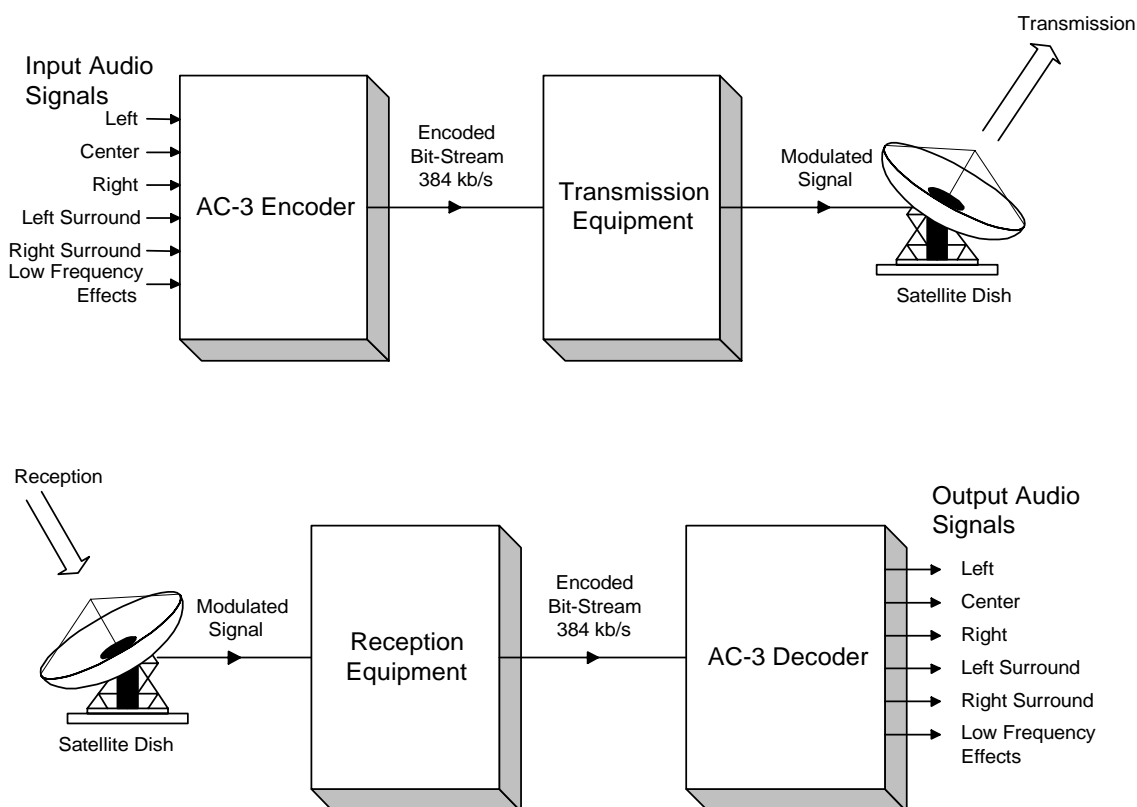 Transmission
Input Audio
Signals
Left
Center
Right
Left Surround
Right Surround
Low Frequency
Effects
AC-3 Encoder
Encoded
Bit-Stream
384 kb/s
Transmission
Equipment
Modulated
Signal
Satellite Dish
Reception
Satellite Dish
Modulated
Signal
Reception
Equipment
Encoded
Bit-Stream
384 kb/s
AC-3 Decoder
Output Audio
Signals
Left
Center
Right
Left Surround
Right Surround
Low Frequency
Effects